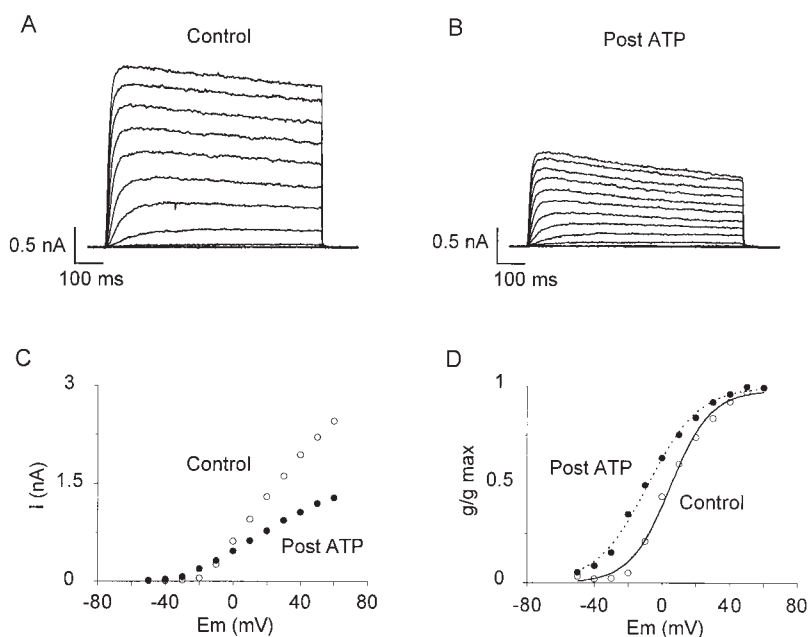 A
Control
0.5 nA
100 ms
B
Post ATP
0.5 nA
100 ms
C
3
1.5
0
I (nA)
Control
Post ATP
-80 -40 0 40 80
Em (mV)
D
1
0.5
0
g/g max
Post ATP
Control
-80 -40 0 40 80
Em (mV)